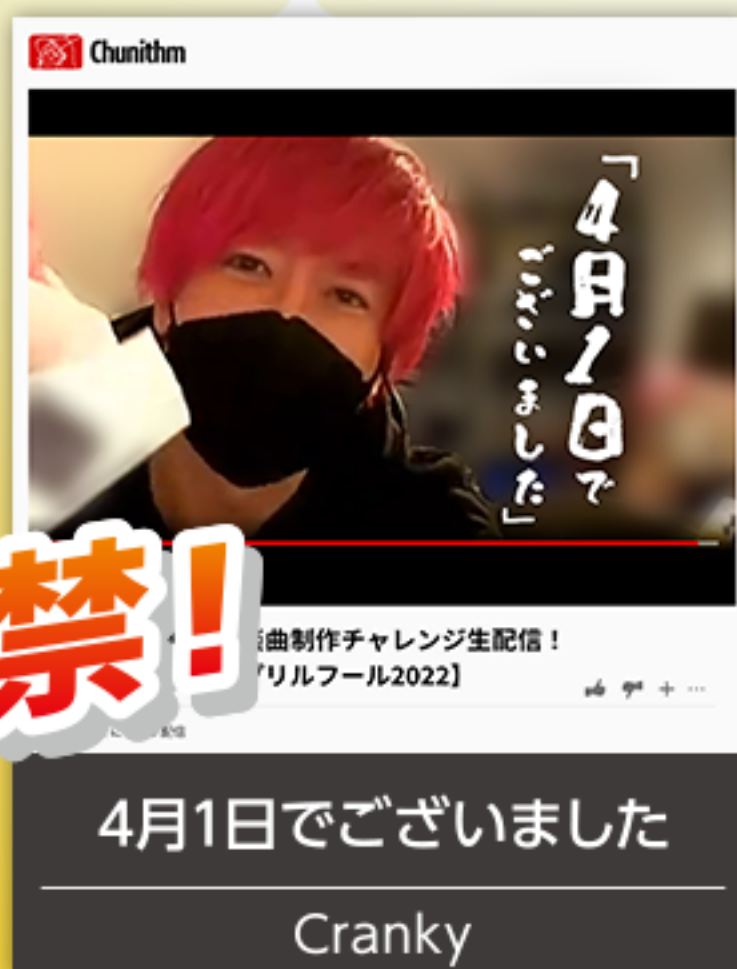 Chunithm
「4月1日で
ございました」
禁！
曲制作チャレンジ生配信！
プリルフール2022】
配信
4月1日でございました
Cranky